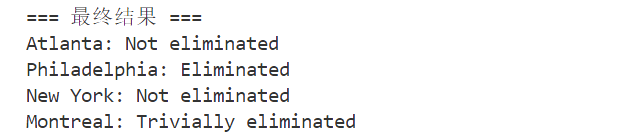 === 最终结果 ===
Atlanta: Not eliminated
Philadelphia: Eliminated
New York: Not eliminated
Montreal: Trivially eliminated